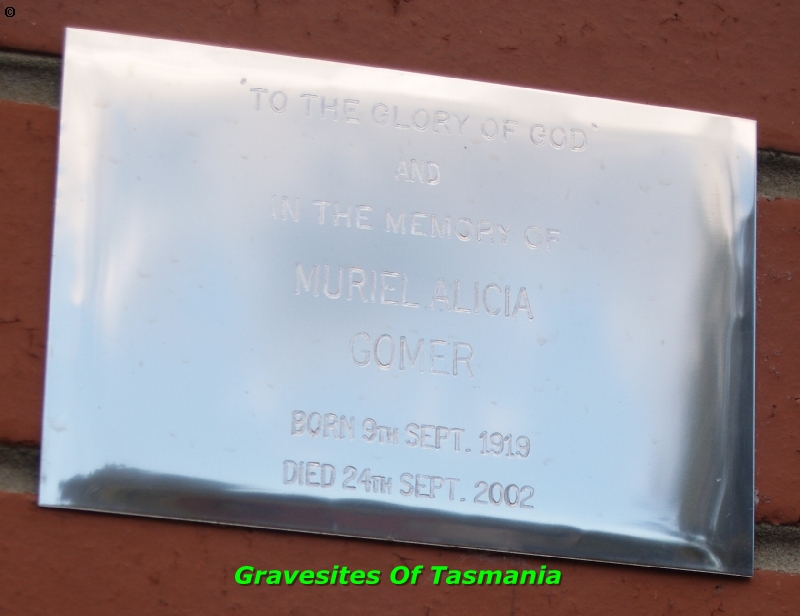 ©
"TO THE GLORY OF GOD"
AND
IN THE MEMORY OF
MURIEL ALICIA
GOMER
BORN 9TH SEPT. 1919
DIED 24TH SEPT. 2002
Gravesites Of Tasmania